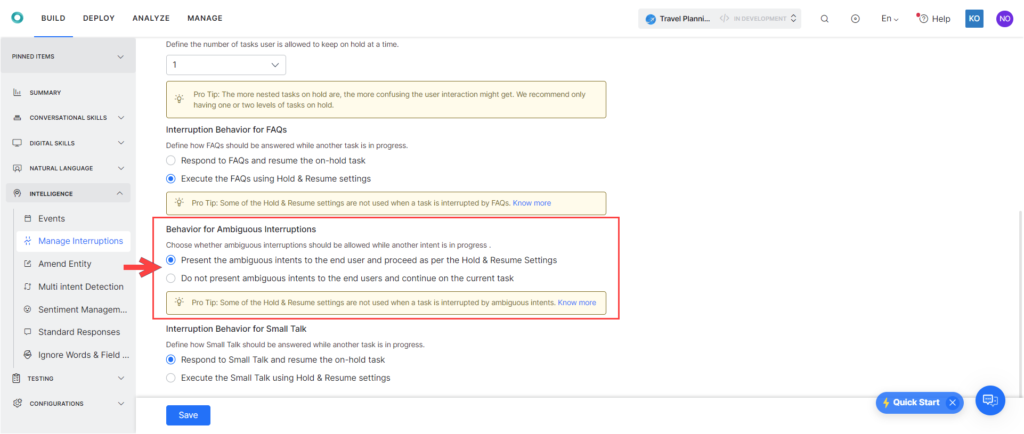 BUILD DEPLOY ANALYZE MANAGE
Travel Planni... IN DEVELOPMENT
En
Help
KO
NO
PINNED ITEMS
SUMMARY
CONVERSATIONAL SKILLS
DIGITAL SKILLS
NATURAL LANGUAGE
INTELLIGENCE
Events
Manage Interruptions
Amend Entity
Multi intent Detection
Sentiment Managem...
Standard Responses
Ignore Words & Field ...
TESTING
CONFIGURATIONS
Define the number of tasks user is allowed to keep on hold at a time.
1
Pro Tip: The more nested tasks on hold are, the more confusing the user interaction might get. We recommend only
having one or two levels of tasks on hold.
Interruption Behavior for FAQs
Define how FAQs should be answered while another task is in progress.
Respond to FAQs and resume the on-hold task
Execute the FAQs using Hold & Resume settings
Pro Tip: Some of the Hold & Resume settings are not used when a task is interrupted by FAQs. Know more
Behavior for Ambiguous Interruptions
Choose whether ambiguous interruptions should be allowed while another intent is in progress .
Present the ambiguous intents to the end user and proceed as per the Hold & Resume Settings
Do not present ambiguous intents to the end users and continue on the current task
Pro Tip: Some of the Hold & Resume settings are not used when a task is interrupted by ambiguous intents. Know more
Interruption Behavior for Small Talk
Define how Small Talk should be answered while another task is in progress.
Respond to Small Talk and resume the on-hold task
Execute the Small Talk using Hold & Resume settings
Save
Quick Start